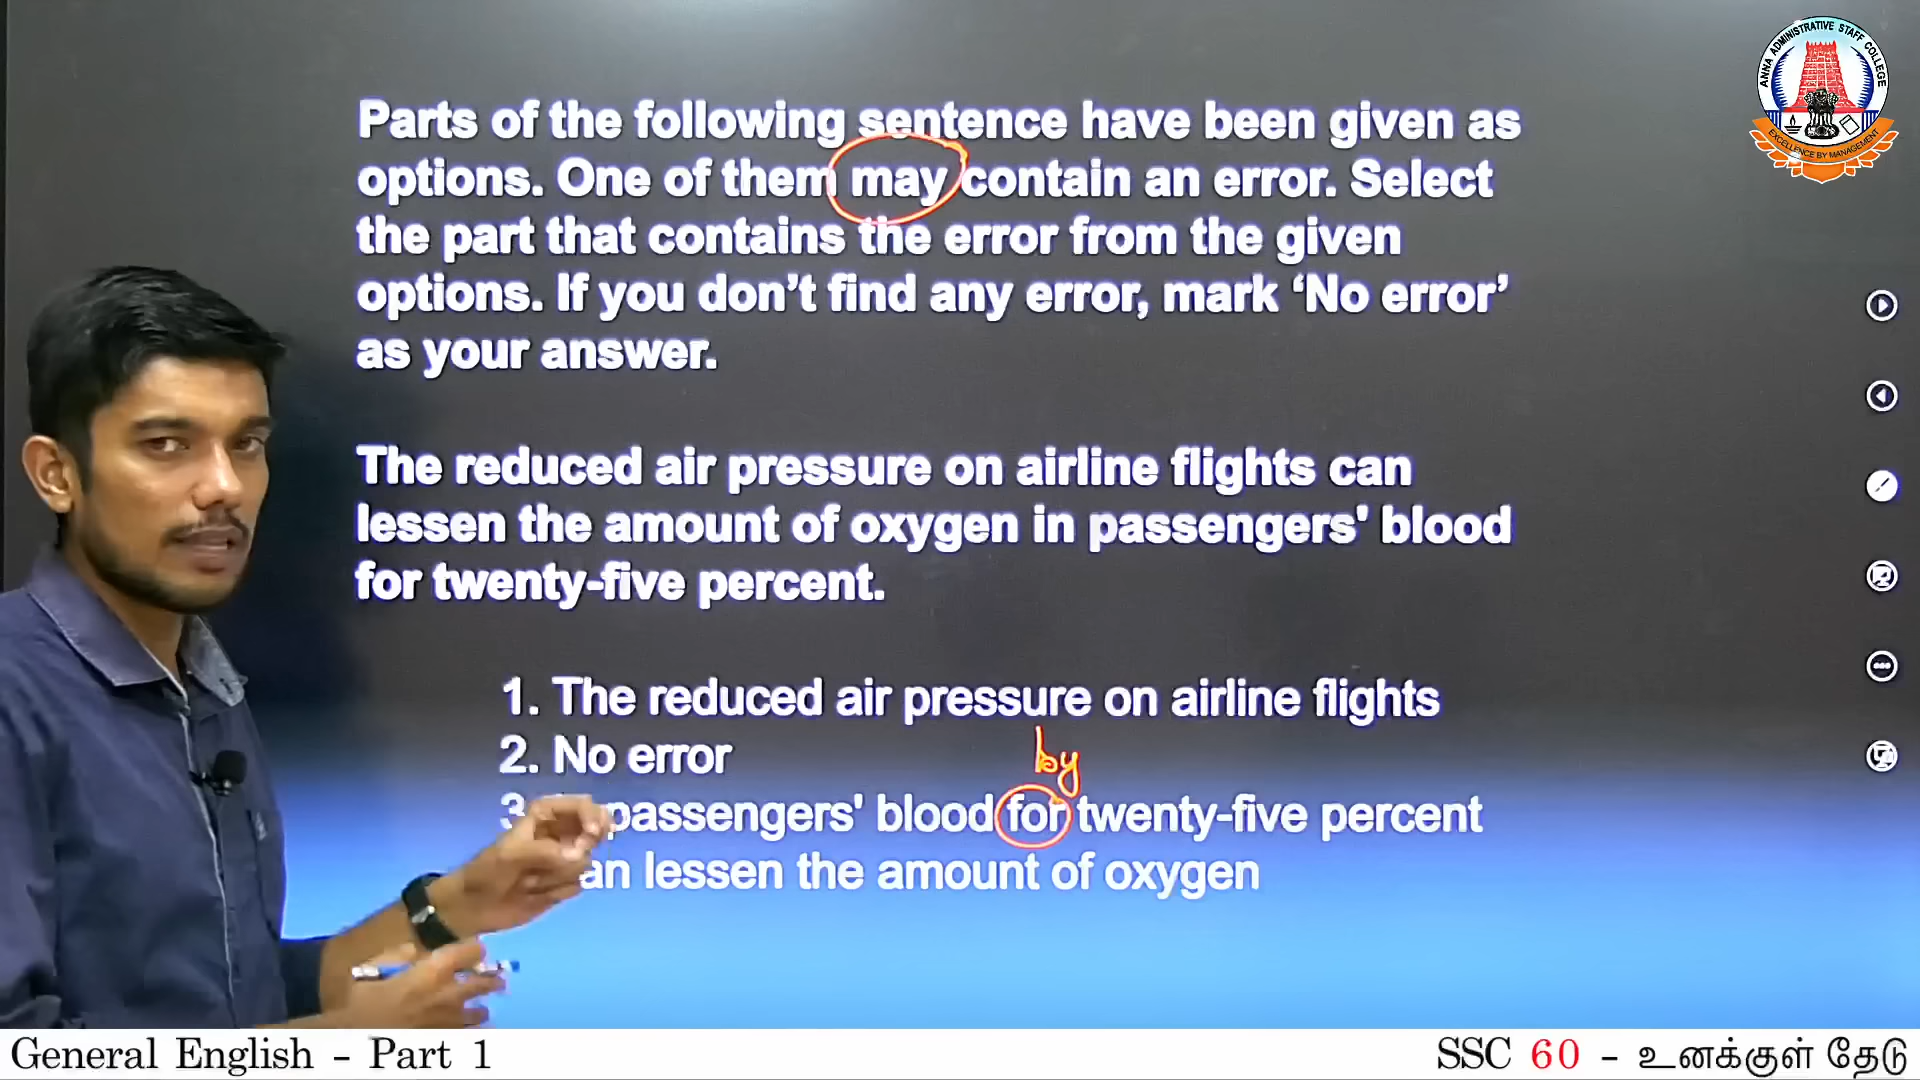 ANNA ADMINISTRATIVE STAFF COLLEGE
EXCELLENCE BY MANAGEMENT
Parts of the following sentence have been given as
options. One of them may contain an error. Select
the part that contains the error from the given
options. If you don’t find any error, mark ‘No error’
as your answer.
The reduced air pressure on airline flights can
lessen the amount of oxygen in passengers' blood
for twenty-five percent.
1. The reduced air pressure on airline flights
2. No error
by
3. passengers' blood for twenty-five percent
lessen the amount of oxygen
General English - Part 1
SSC 60 - உனக்குள் தேடு